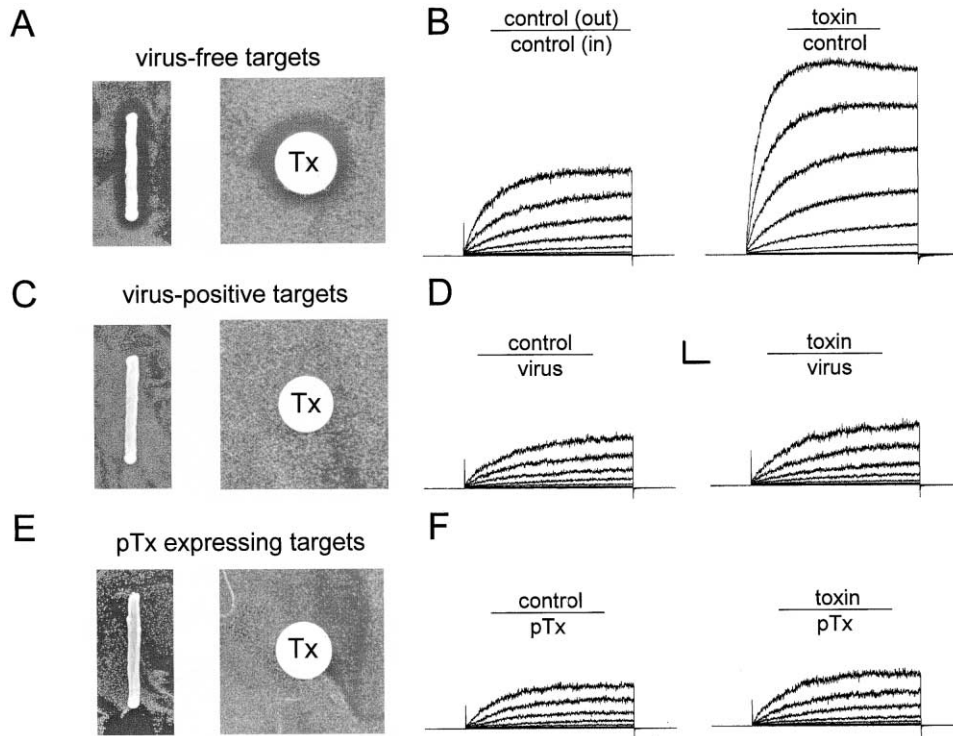 A
virus-free targets
Tx
B
control (out)
control (in)
toxin
control
C
virus-positive targets
Tx
D
control
virus
toxin
virus
E
pTx expressing targets
Tx
F
control
pTx
toxin
pTx